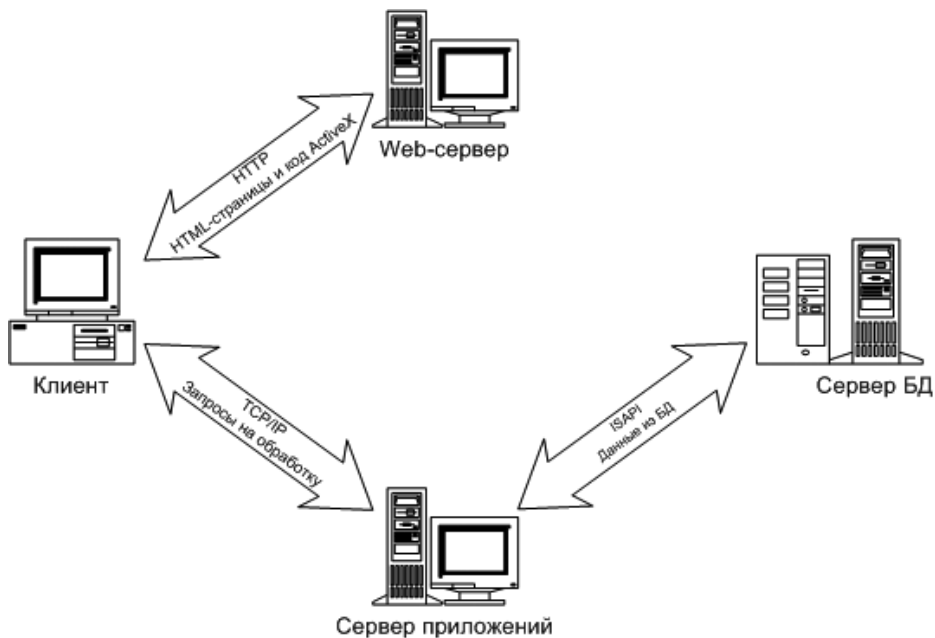 Web-сервер
HTTP
HTML-страницы и код ActiveX
Клиент
Сервер БД
TCP/IP
Запросы на обработку
ISAPI
Данные из БД
Сервер приложений